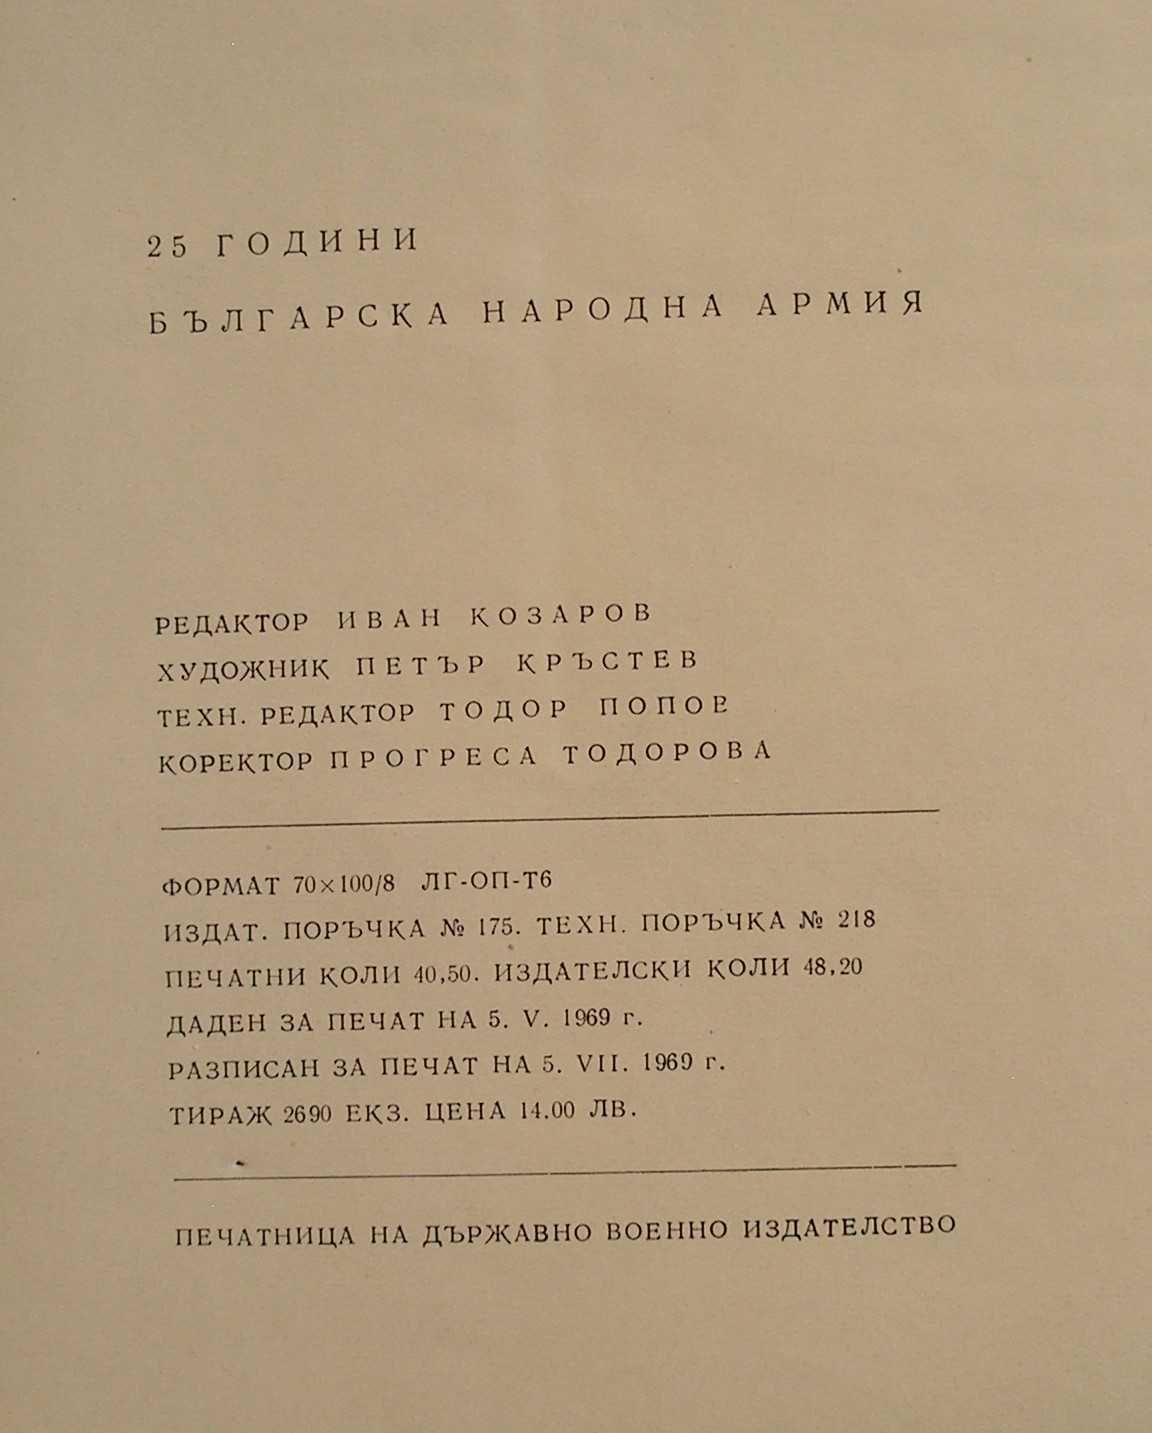 25 ГОДИНИ
БЪЛГАРСКА НАРОДНА АРМИЯ
РЕДАКТОР ИВАН КОЗАРОВ
ХУДОЖНИК ПЕТЪР КРЪСТЕВ
ТЕХН. РЕДАКТОР ТОДОР ПОПОВ
КОРЕКТОР ПРОГРЕСА ТОДОРОВА
ФОРМАТ 70×100/8 ЛГ-ОП-Т6
ИЗДАТ. ПОРЪЧКА № 175. ТЕХН. ПОРЪЧКА № 218
ПЕЧАТНИ КОЛИ 40,50. ИЗДАТЕЛСКИ КОЛИ 48,20
ДАДЕН ЗА ПЕЧАТ НА 5. V. 1969 г.
РАЗПИСАН ЗА ПЕЧАТ НА 5. VII. 1969 г.
ТИРАЖ 2690 ЕКЗ. ЦЕНА 14.00 ЛВ.
ПЕЧАТНИЦА НА ДЪРЖАВНО ВОЕННО ИЗДАТЕЛСТВО